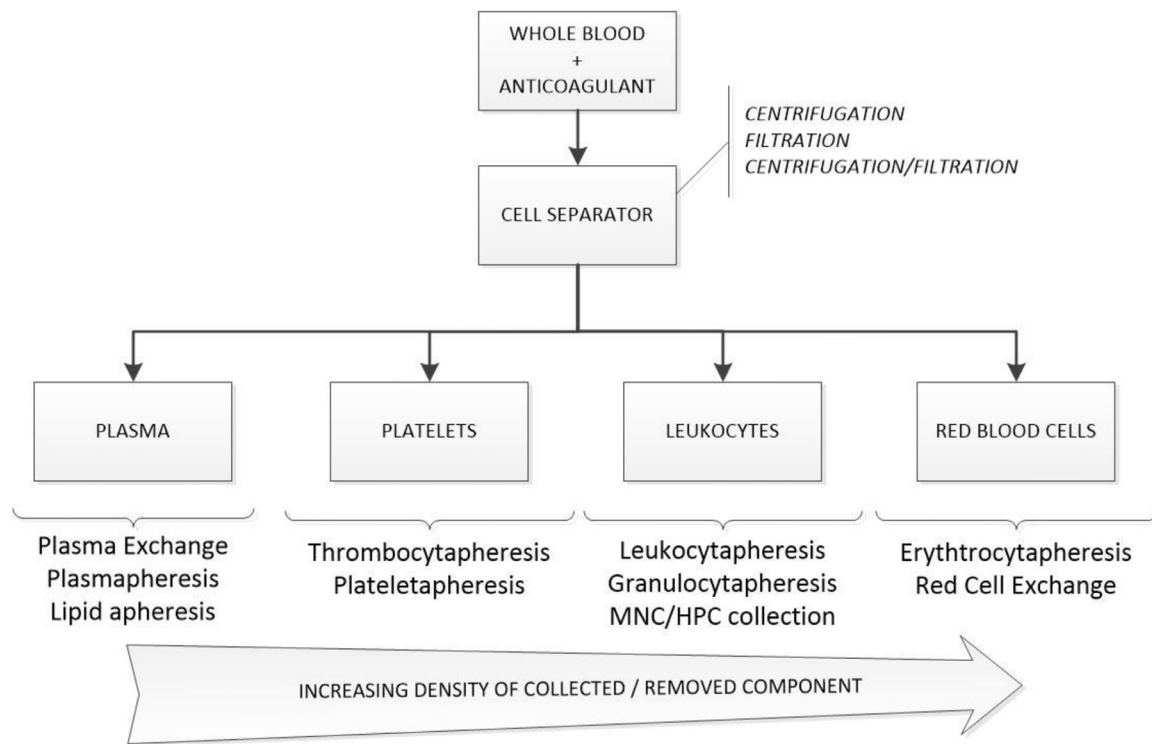 WHOLE BLOOD
+
ANTICOAGULANT
CENTRIFUGATION
FILTRATION
CENTRIFUGATION/FILTRATION
CELL SEPARATOR
PLASMA
PLATELETS
LEUKOCYTES
RED BLOOD CELLS
Plasma Exchange
Plasmapheresis
Lipid apheresis
Thrombocytapheresis
Plateletapheresis
Leukocytapheresis
Granulocytapheresis
MNC/HPC collection
Erythtrocytapheresis
Red Cell Exchange
INCREASING DENSITY OF COLLECTED / REMOVED COMPONENT